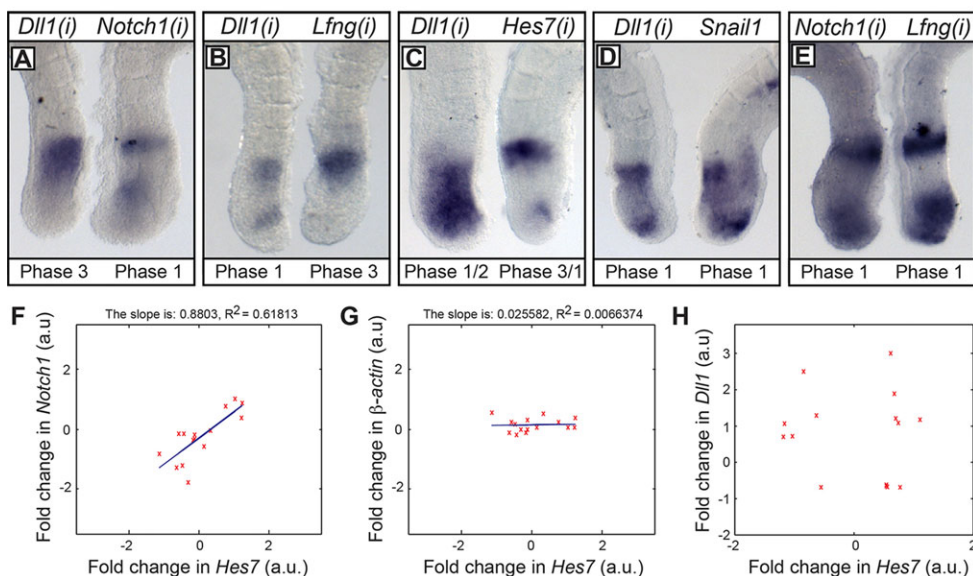 Dll1(i) Notch1(i) Dll1(i) Lfng(i) Dll1(i) Hes7(i) Dll1(i) Snail1 Notch1(i) Lfng(i)
A B C D E
Phase 3 Phase 1 Phase 1 Phase 3 Phase 1/2 Phase 3/1 Phase 1 Phase 1 Phase 1 Phase 1
F
The slope is: 0.8803, R² = 0.61813
Fold change in Notch1 (a.u)
2
0
-2
-2 0 2
Fold change in Hes7 (a.u.)
G
The slope is: 0.025582, R² = 0.0066374
Fold change in β-actin (a.u)
2
0
-2
-2 0 2
Fold change in Hes7 (a.u.)
H
Fold change in Dll1 (a.u)
3
2
1
0
-1
-2
-2 0 2
Fold change in Hes7 (a.u.)